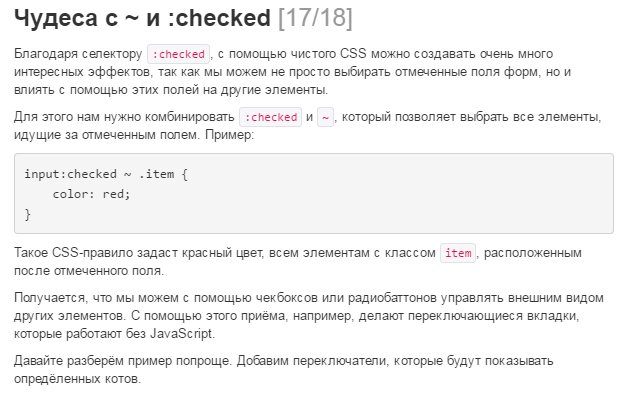 Чудеса с ~ и :checked [17/18]
Благодаря селектору :checked, с помощью чистого CSS можно создавать очень много
интересных эффектов, так как мы можем не просто выбирать отмеченные поля форм, но и
влиять с помощью этих полей на другие элементы.
Для этого нам нужно комбинировать :checked и ~, который позволяет выбрать все элементы,
идущие за отмеченным полем. Пример:
input:checked ~ .item {
    color: red;
}
Такое CSS-правило задаст красный цвет, всем элементам с классом item, расположенным
после отмеченного поля.
Получается, что мы можем с помощью чекбоксов или радиобаттонов управлять внешним видом
других элементов. С помощью этого приёма, например, делают переключающиеся вкладки,
которые работают без JavaScript.
Давайте разберём пример попроще. Добавим переключатели, которые будут показывать
опредёленных котов.